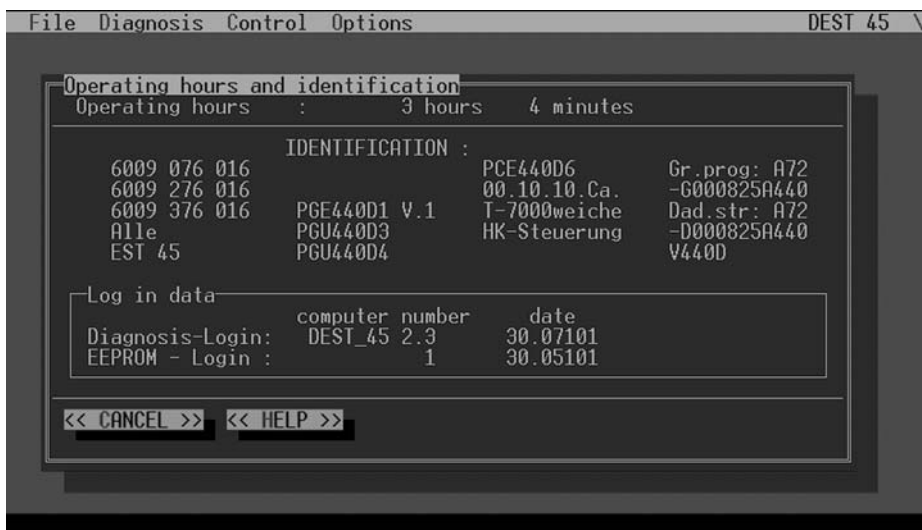 File Diagnosis Control Options DEST 45 \
Operating hours and identification
Operating hours : 3 hours 4 minutes
IDENTIFICATION :
6009 076 016 PCE440D6 Gr.prog: A72
6009 276 016 00.10.10.Ca. -G000825A440
6009 376 016 PGE440D1 V.1 T-7000weiche Dad.str: A72
Alle PGU440D3 HK-Steuerung -D000825A440
EST 45 PGU440D4 V440D
Log in data
computer number date
Diagnosis-Login: DEST_45 2.3 30.07101
EEPROM - Login : 1 30.05101
<< CANCEL >> << HELP >>